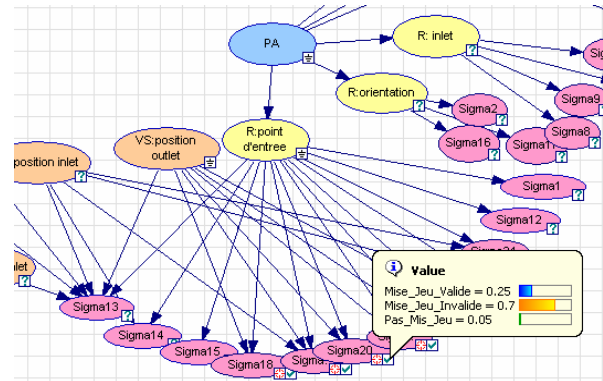 PA
R: inlet
R:orientation
Sigma9
Sigma2
Sigma8
Sigma16
R:point
d'entree
VS:position
outlet
position inlet
Sigma1
Sigma12
Value
Mise_Jeu_Valide = 0.25
Mise_Jeu_Invalide = 0.7
Pas_Mis_Jeu = 0.05
Sigma13
Sigma14
Sigma15
Sigma18
Sigma20